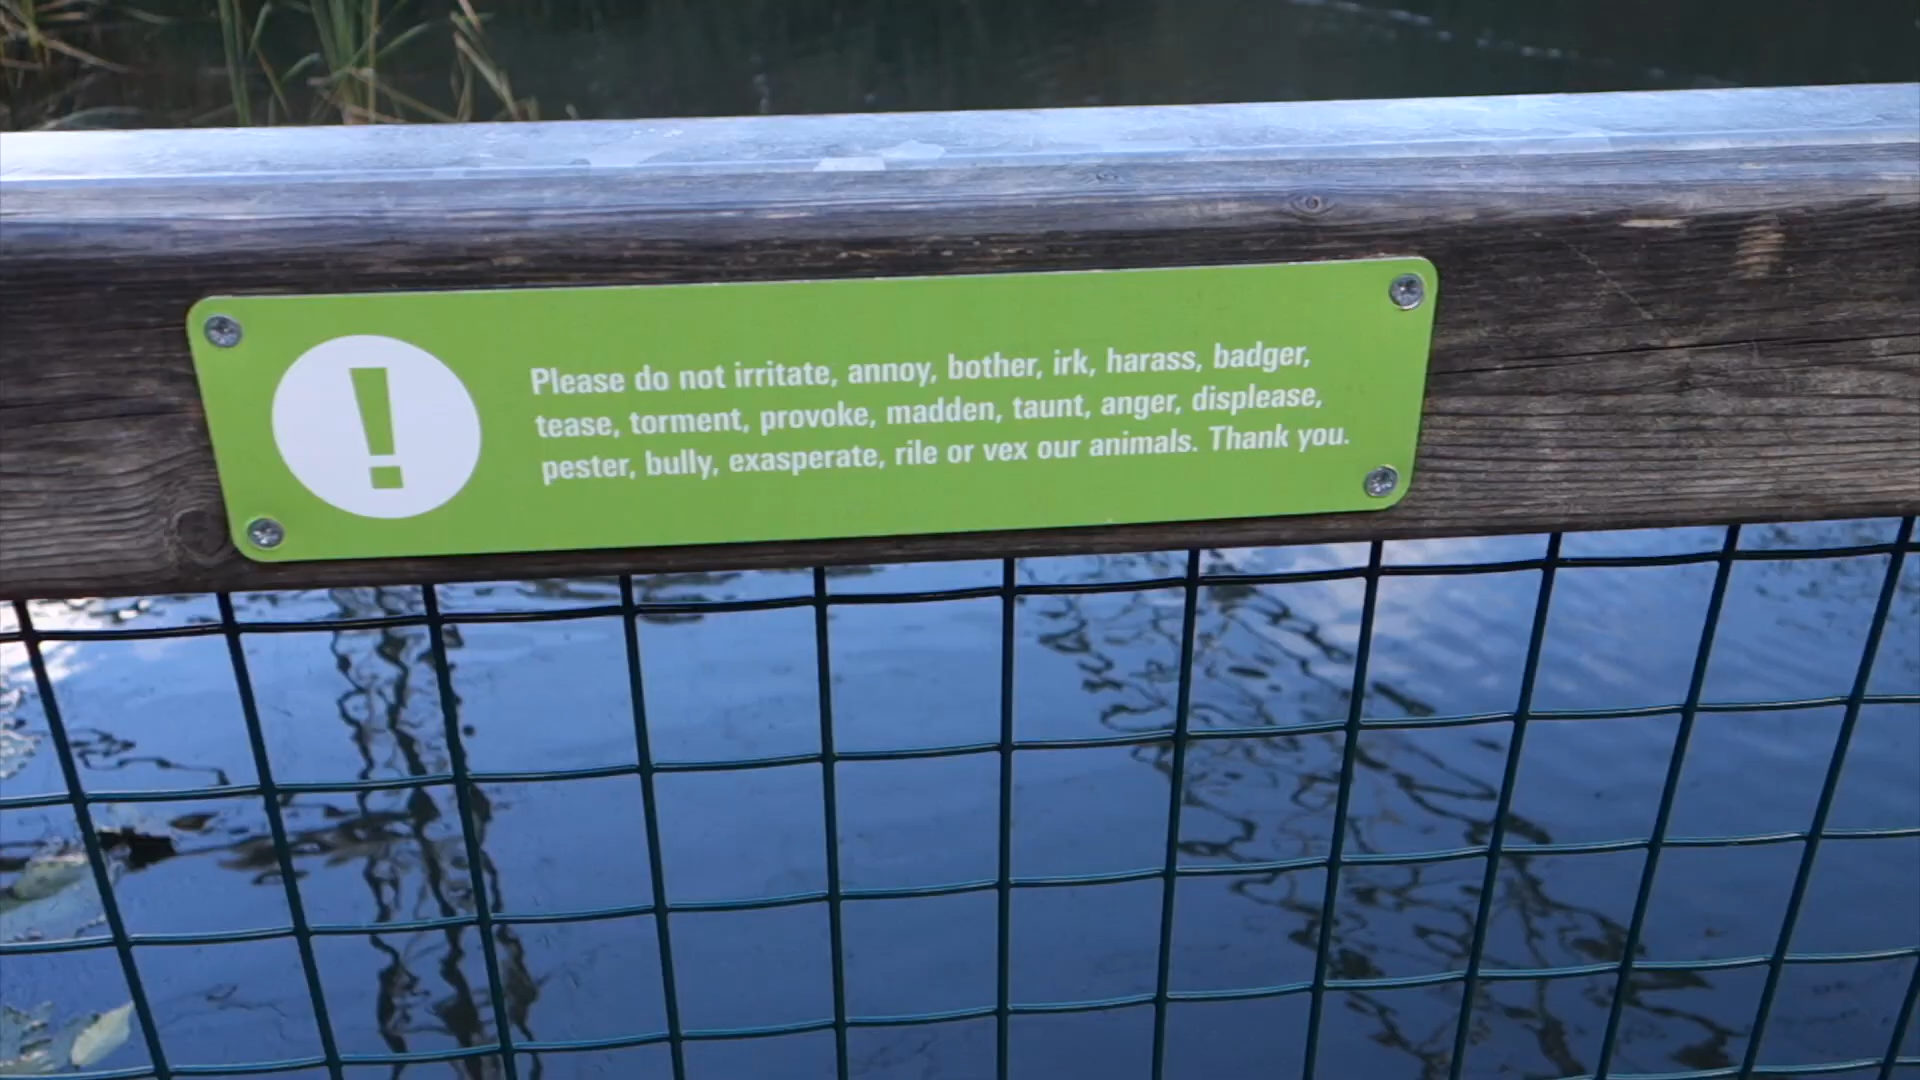 Please do not irritate, annoy, bother, irk, harass, badger,
tease, torment, provoke, madden, taunt, anger, displease,
pester, bully, exasperate, rile or vex our animals. Thank you.